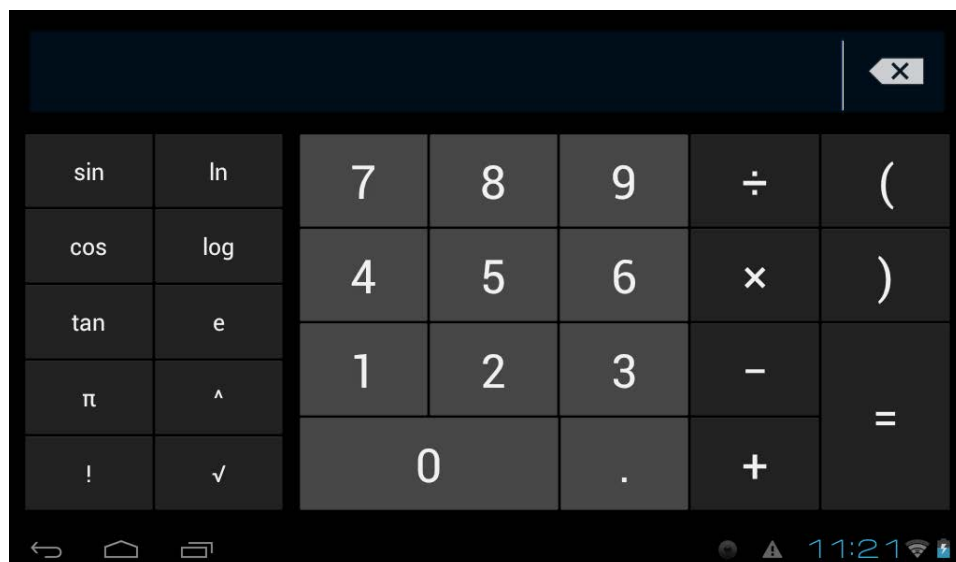 sin ln 7 8 9 ÷ (
cos log 4 5 6 × )
tan e 1 2 3 −
π ^ =
! √ 0 . +
11:21